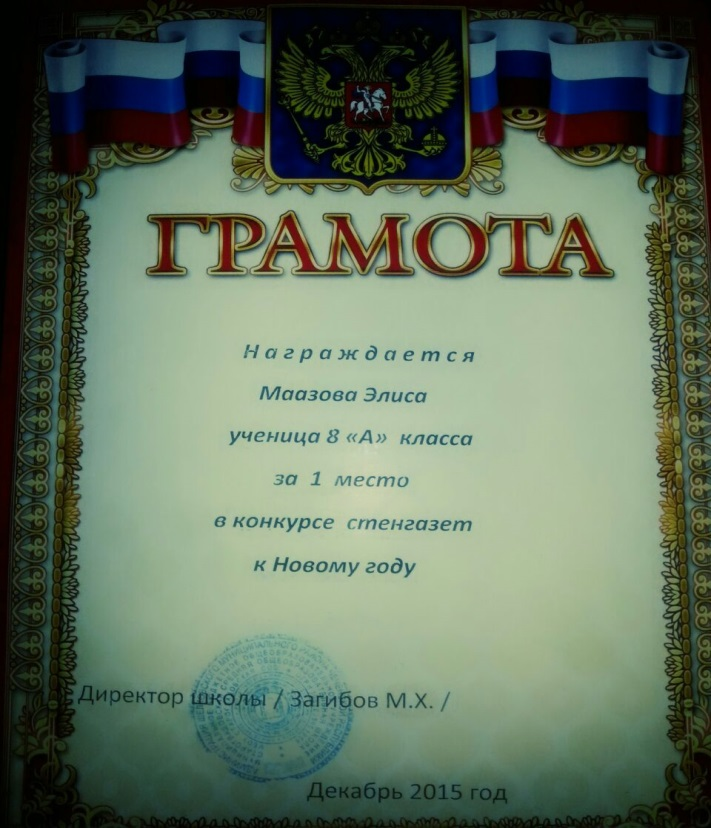 ГРАМОТА
Награждается
Маазова Элиса
ученица 8 «А» класса
за 1 место
в конкурсе стенгазет
к Новому году
Директор школы / Загибов М.Х. /
Декабрь 2015 год